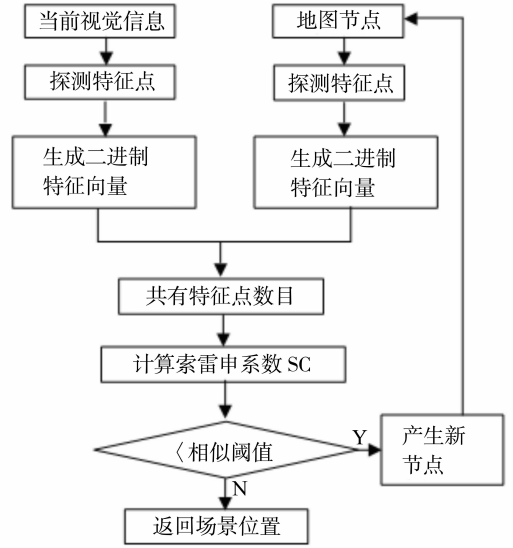 当前视觉信息
地图节点
探测特征点
探测特征点
生成二进制
特征向量
生成二进制
特征向量
共有特征点数目
计算索雷申系数 SC
〈相似阈值
Y
产生新
节点
N
返回场景位置